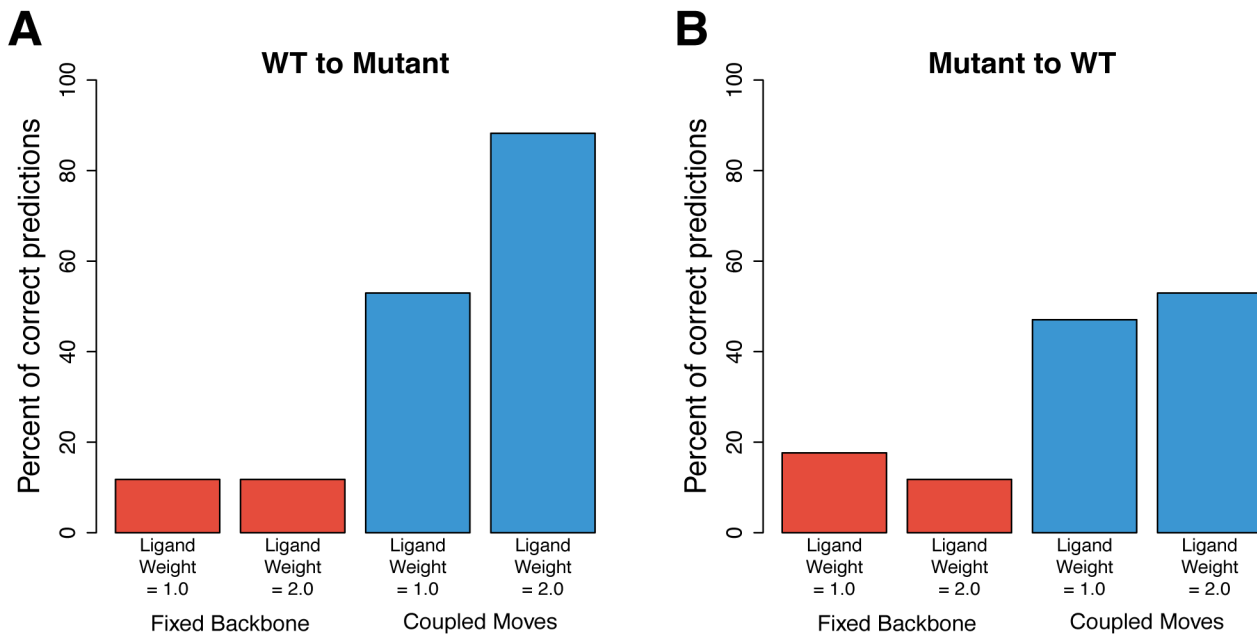 A
WT to Mutant
Percent of correct predictions
100
80
60
40
20
0
Ligand
Weight
= 1.0
Ligand
Weight
= 2.0
Ligand
Weight
= 1.0
Ligand
Weight
= 2.0
Fixed Backbone
Coupled Moves
B
Mutant to WT
Percent of correct predictions
100
80
60
40
20
0
Ligand
Weight
= 1.0
Ligand
Weight
= 2.0
Ligand
Weight
= 1.0
Ligand
Weight
= 2.0
Fixed Backbone
Coupled Moves